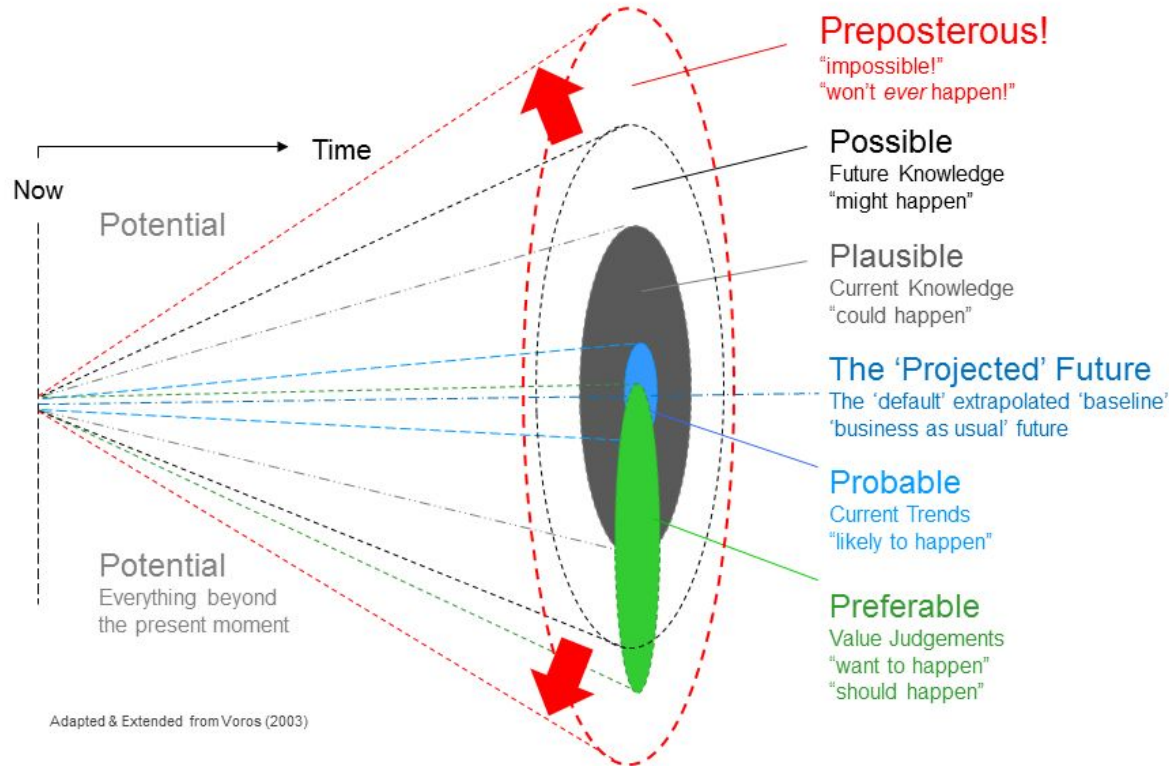 Preposterous!
“impossible!”
“won’t ever happen!”
Time
Now
Potential
Possible
Future Knowledge
“might happen”
Plausible
Current Knowledge
“could happen”
The ‘Projected’ Future
The ‘default’ extrapolated ‘baseline’
‘business as usual’ future
Probable
Current Trends
“likely to happen”
Potential
Everything beyond
the present moment
Preferable
Value Judgements
“want to happen”
“should happen”
Adapted & Extended from Voros (2003)